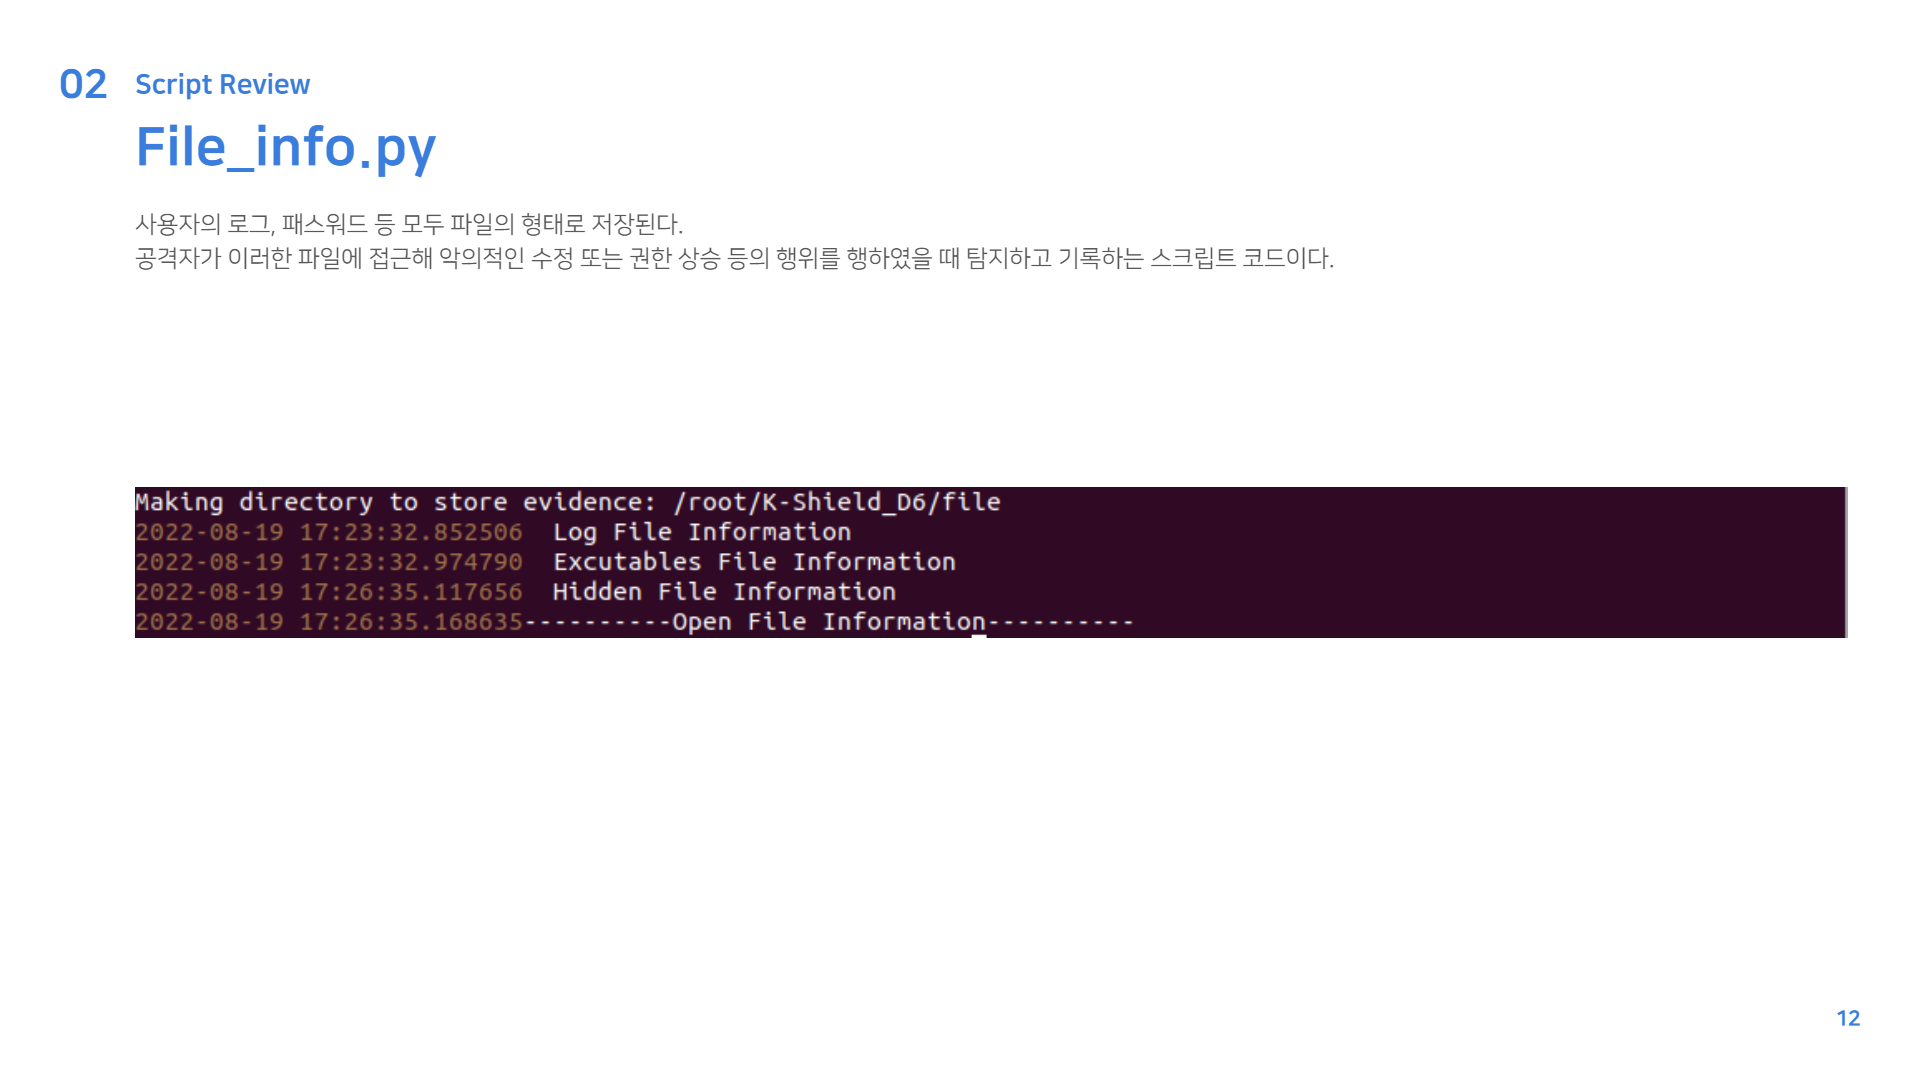 02 Script Review
File_info.py
사용자의 로그, 패스워드 등 모두 파일의 형태로 저장된다.
공격자가 이러한 파일에 접근해 악의적인 수정 또는 권한 상승 등의 행위를 행하였을 때 탐지하고 기록하는 스크립트 코드이다.
Making directory to store evidence: /root/K-Shield_D6/file
2022-08-19 17:23:32.852506  Log File Information
2022-08-19 17:23:32.974790  Excutables File Information
2022-08-19 17:26:35.117656  Hidden File Information
2022-08-19 17:26:35.168635----------Open File Information----------
12